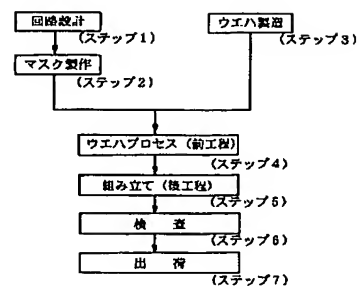 回路設計
(ステップ1)
ウエハ製造
(ステップ3)
マスク製作
(ステップ2)
ウエハプロセス (前工程)
(ステップ4)
組み立て (後工程)
(ステップ5)
検 査
(ステップ6)
出 荷
(ステップ7)